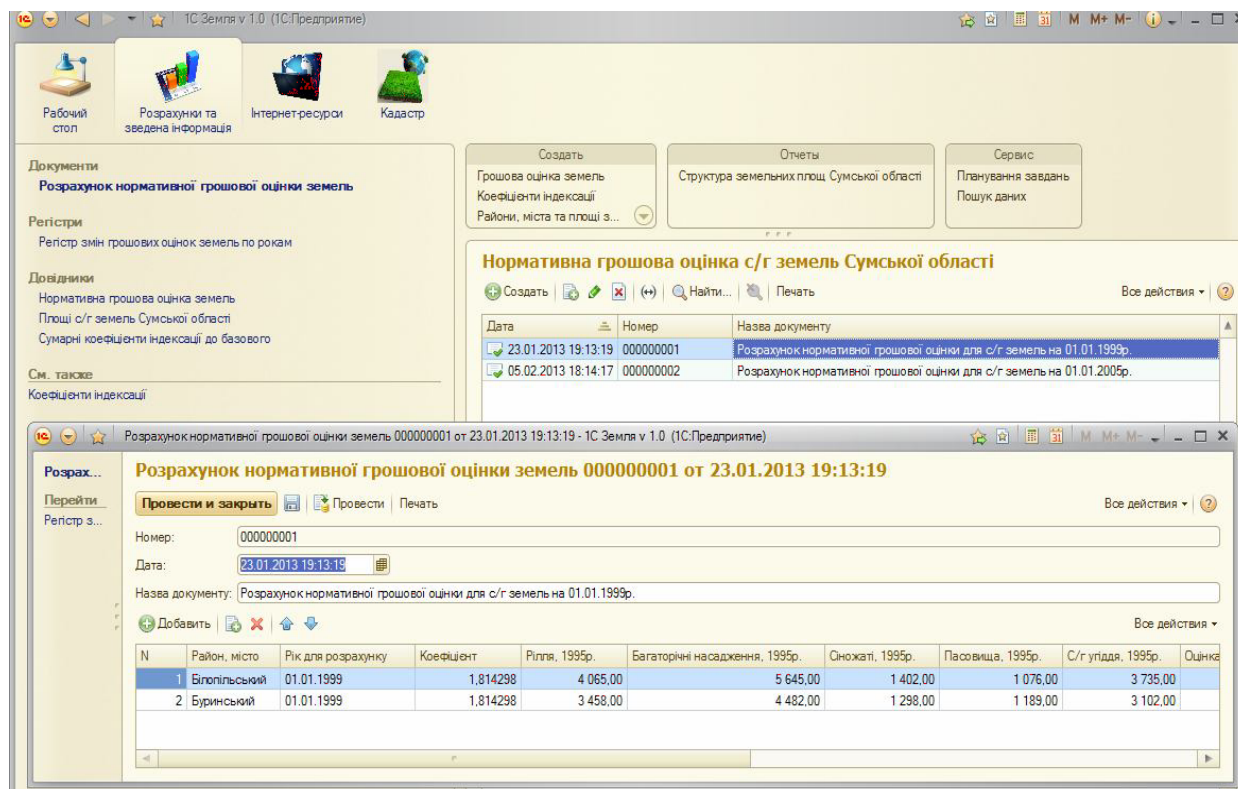 1С Земля v 1.0 (1С:Предприятие)
31 M M+ M-
Рабочий стол
Розрахунки та зведена інформація
Інтернет-ресурси
Кадастр
Документи
Розрахунок нормативної грошової оцінки земель
Регістри
Регістр змін грошових оцінок земель по рокам
Довідники
Нормативна грошова оцінка земель
Площі с/г земель Сумської області
Сумарні коефіцієнти індексації до базового
См. также
Коефіцієнти індексації
Создать
Грошова оцінка земель
Коефіцієнти індексації
Райони, міста та площі з...
Отчеты
Структура земельних площ Сумської області
Сервис
Планування завдань
Пошук даних
Нормативна грошова оцінка с/г земель Сумської області
Создать Найти... Печать Все действия
Дата Номер Назва документу
23.01.2013 19:13:19 000000001 Розрахунок нормативної грошової оцінки для с/г земель на 01.01.1999р.
05.02.2013 18:14:17 000000002 Розрахунок нормативної грошової оцінки для с/г земель на 01.01.2005р.
Розрахунок нормативної грошової оцінки земель 000000001 от 23.01.2013 19:13:19 - 1С Земля v 1.0 (1С:Предприятие)
31 M M+ M-
Розрах...
Перейти
Регістр з...
Розрахунок нормативної грошової оцінки земель 000000001 от 23.01.2013 19:13:19
Провести и закрыть Провести Печать Все действия
Номер: 000000001
Дата: 23.01.2013 19:13:19
Назва документу: Розрахунок нормативної грошової оцінки для с/г земель на 01.01.1999р.
Добавить Все действия
N Район, місто Рік для розрахунку Коефіцієнт Рілля, 1995р. Багаторічні насадження, 1995р. Сіножаті, 1995р. Пасовища, 1995р. С/г угіддя, 1995р. Оцінка
1 Білопільський 01.01.1999 1,814298 4 065,00 5 645,00 1 402,00 1 076,00 3 735,00
2 Буринський 01.01.1999 1,814298 3 458,00 4 482,00 1 298,00 1 189,00 3 102,00